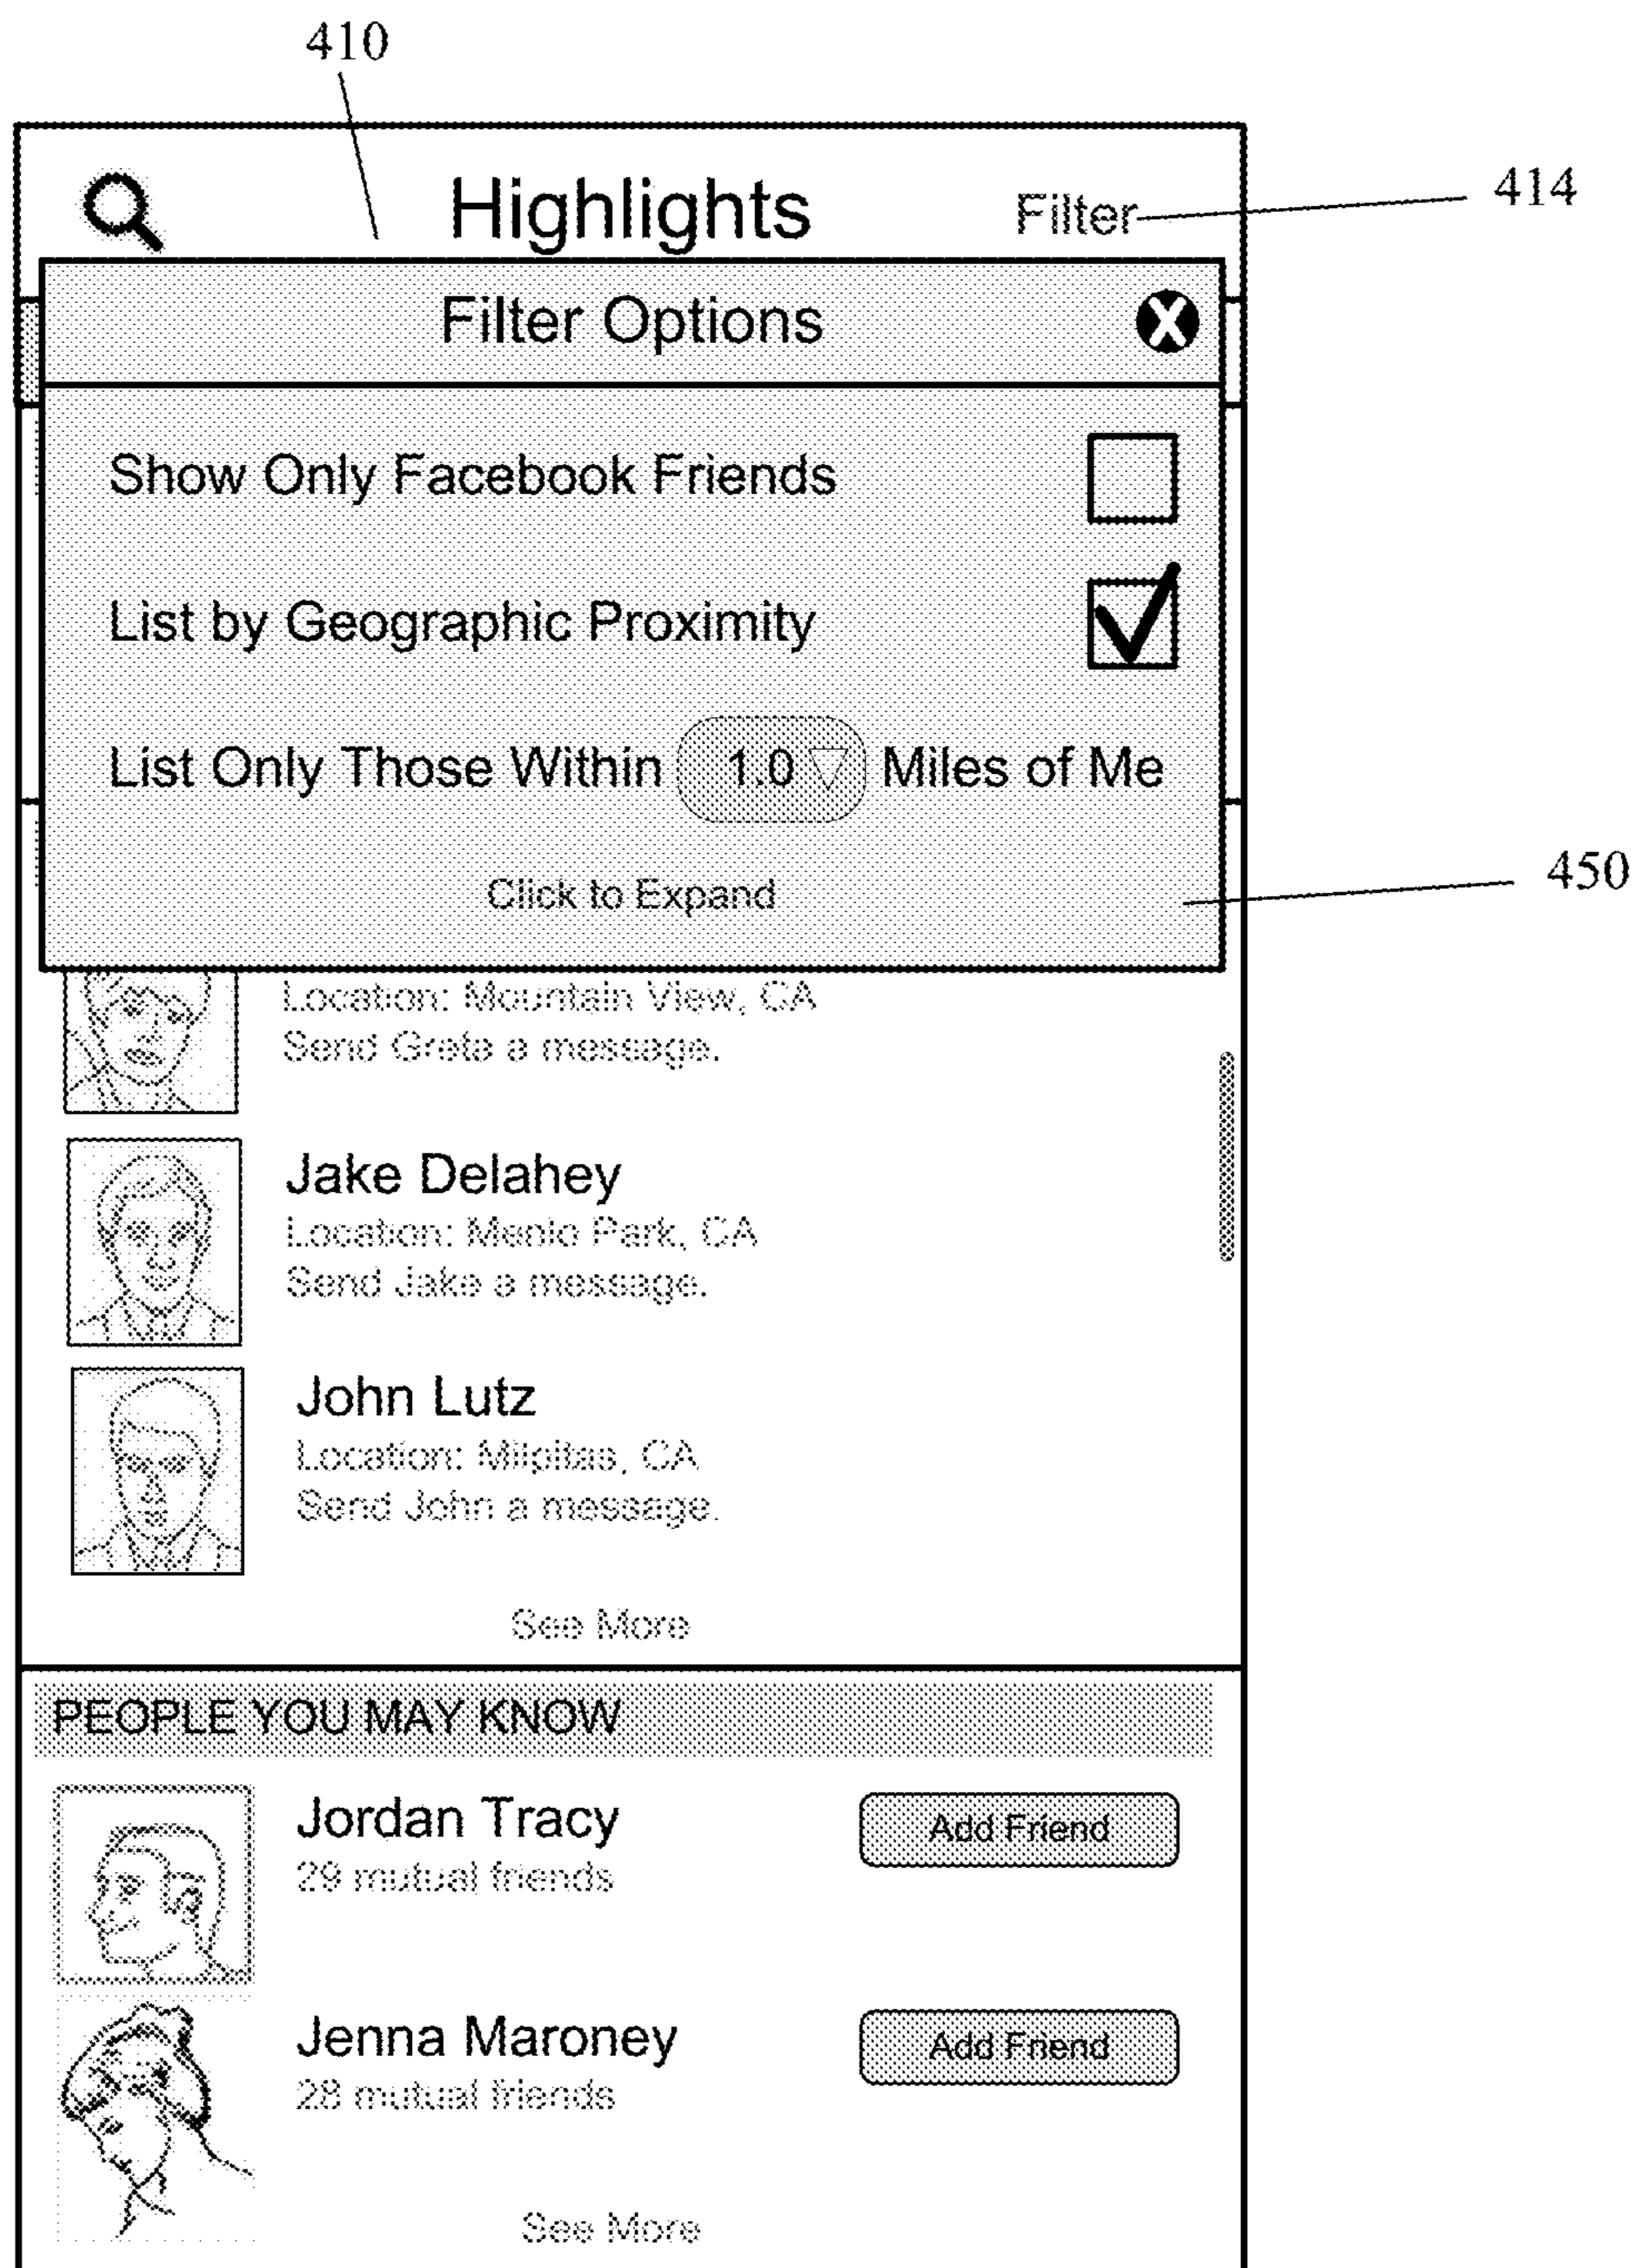 410
Highlights
Filter
414
Filter Options
X
Show Only Facebook Friends
List by Geographic Proximity
List Only Those Within 1.0 Miles of Me
Click to Expand
450
Location: Mountain View, CA
Send Greta a message.
Jake Delahey
Location: Menlo Park, CA
Send Jake a message.
John Lutz
Location: Milpitas, CA
Send John a message.
See More
PEOPLE YOU MAY KNOW
Jordan Tracy
Add Friend
29 mutual friends
Jenna Maroney
Add Friend
28 mutual friends
See More